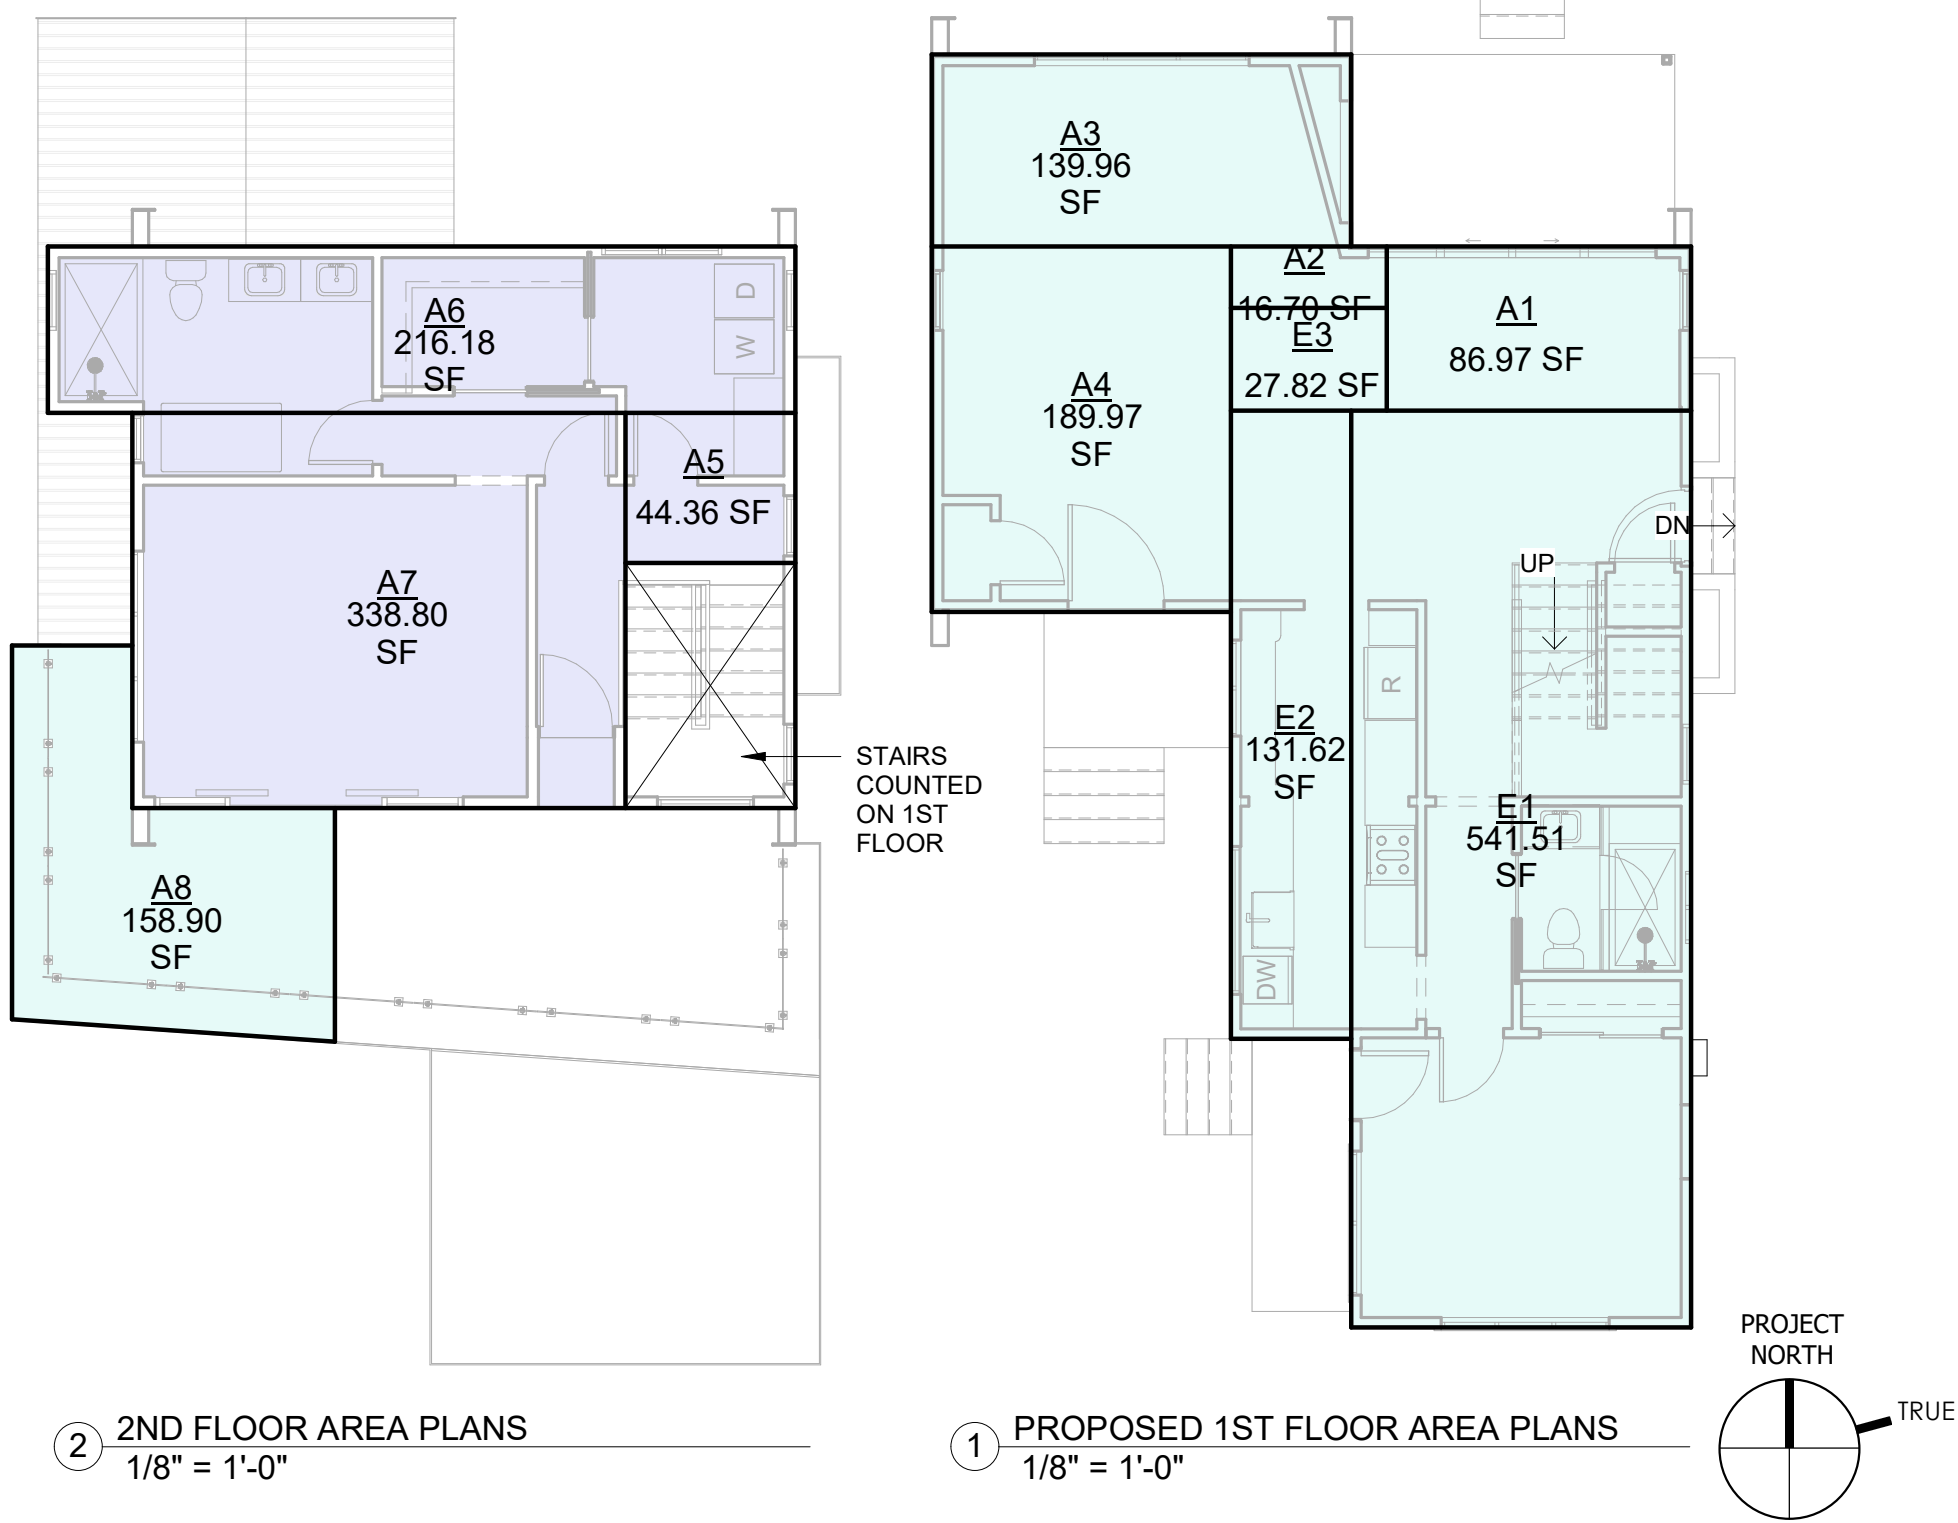 A6
216.18
SF
D
W
A5
44.36 SF
A7
338.80
SF
STAIRS
COUNTED
ON 1ST
FLOOR
A8
158.90
SF
2
2ND FLOOR AREA PLANS
1/8" = 1'-0"
A3
139.96
SF
A2
16.70 SF
E3
27.82 SF
A1
86.97 SF
A4
189.97
SF
DN
UP
R
E2
131.62
SF
E1
541.51
SF
DW
1
PROPOSED 1ST FLOOR AREA PLANS
1/8" = 1'-0"
PROJECT
NORTH
TRUE